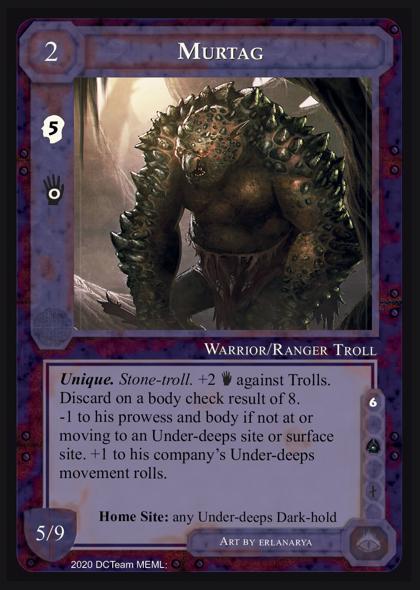 2
MURTAG
5
WARRIOR/RANGER TROLL
Unique. Stone-troll. +2 against Trolls.
Discard on a body check result of 8.
-1 to his prowess and body if not at or
moving to an Under-deeps site or surface
site. +1 to his company's Under-deeps
movement rolls.
6
Home Site: any Under-deeps Dark-hold
5/9
ART BY ERLANARYA
2020 DCTeam MEML: